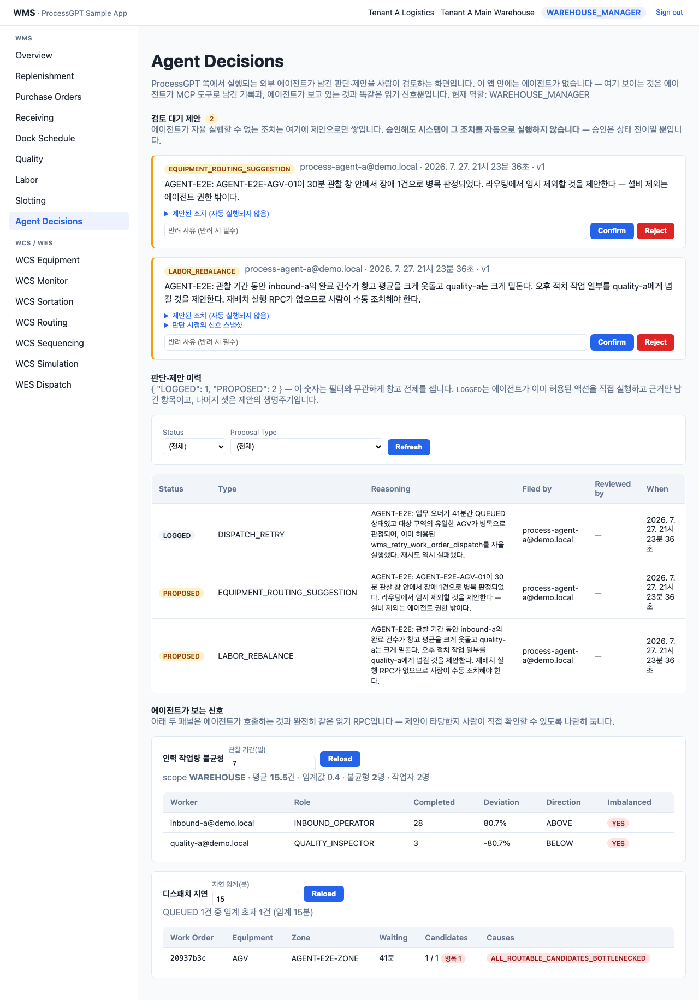 WMS · ProcessGPT Sample App
Tenant A Logistics Tenant A Main Warehouse WAREHOUSE_MANAGER Sign out
WMS
Overview
Replenishment
Purchase Orders
Receiving
Dock Schedule
Quality
Labor
Slotting
Agent Decisions
WCS / WES
WCS Equipment
WCS Monitor
WCS Sortation
WCS Routing
WCS Sequencing
WCS Simulation
WES Dispatch
Agent Decisions
ProcessGPT 쪽에서 실행되는 외부 에이전트가 남긴 판단·제안을 사람이 검토하는 화면입니다. 이 앱 안에는 에이전트가 없습니다 — 여기 보이는 것은 에이
전트가 MCP 도구로 남긴 기록과, 에이전트가 보고 있는 것과 똑같은 읽기 신호뿐입니다. 현재 역할: WAREHOUSE_MANAGER
검토 대기 제안 2
에이전트가 자율 실행할 수 없는 조치는 여기에 제안으로만 쌓입니다. 승인해도 시스템이 그 조치를 자동으로 실행하지 않습니다 — 승인은 상태 전이일 뿐입니
다.
EQUIPMENT_ROUTING_SUGGESTION process-agent-a@demo.local · 2026. 7. 27. 21시 23분 36초 · v1
AGENT-E2E: AGENT-E2E-AGV-01이 30분 관찰 창 안에서 장애 1건으로 병목 판정되었다. 라우팅에서 임시 제외할 것을 제안한다 — 설비 제외는
에이전트 권한 밖이다.
▶ 제안된 조치 (자동 실행되지 않음)
반려 사유 (반려 시 필수) Confirm Reject
LABOR_REBALANCE process-agent-a@demo.local · 2026. 7. 27. 21시 23분 36초 · v1
AGENT-E2E: 관찰 기간 동안 inbound-a의 완료 건수가 창고 평균을 크게 웃돌고 quality-a는 크게 밑돈다. 오후 적치 작업 일부를 quality-a에게 넘
길 것을 제안한다. 재배치 실행 RPC가 없으므로 사람이 수동 조치해야 한다.
▶ 제안된 조치 (자동 실행되지 않음)
▶ 판단 시점의 신호 스냅샷
반려 사유 (반려 시 필수) Confirm Reject
판단·제안 이력
{ "LOGGED": 1, "PROPOSED": 2 } — 이 숫자는 필터와 무관하게 창고 전체를 셉니다. LOGGED는 에이전트가 이미 허용된 액션을 직접 실행하고 근거만 남
긴 항목이고, 나머지 셋은 제안의 생명주기입니다.
Status Proposal Type
(전체) (전체) Refresh
Status Type Reasoning Filed by Reviewed by When
LOGGED DISPATCH_RETRY
AGENT-E2E: 업무 오더가 41분간 QUEUED
상태였고 대상 구역의 유일한 AGV가 병목으로
판정되어, 이미 허용된
wms_retry_work_order_dispatch를 자율
실행했다. 재시도 역시 실패했다.
process-agent-
a@demo.local
—
2026. 7.
27. 21시
23분 36
초
PROPOSED EQUIPMENT_ROUTING_SUGGESTION
AGENT-E2E: AGENT-E2E-AGV-01이 30
분 관찰 창 안에서 장애 1건으로 병목 판정되었
다. 라우팅에서 임시 제외할 것을 제안한다 —
설비 제외는 에이전트 권한 밖이다.
process-agent-
a@demo.local
—
2026. 7.
27. 21시
23분 36
초
PROPOSED LABOR_REBALANCE
AGENT-E2E: 관찰 기간 동안 inbound-a의
완료 건수가 창고 평균을 크게 웃돌고 quality-
a는 크게 밑돈다. 오후 적치 작업 일부를
quality-a에게 넘길 것을 제안한다. 재배치 실
행 RPC가 없으므로 사람이 수동 조치해야 한
다.
process-agent-
a@demo.local
—
2026. 7.
27. 21시
23분 36
초
에이전트가 보는 신호
아래 두 패널은 에이전트가 호출하는 것과 완전히 같은 읽기 RPC입니다 — 제안이 타당한지 사람이 직접 확인할 수 있도록 나란히 둡니다.
관찰 기간(일)
인력 작업량 불균형 7 Reload
scope WAREHOUSE · 평균 15.5건 · 임계값 0.4 · 불균형 2명 · 작업자 2명
Worker Role Completed Deviation Direction Imbalanced
inbound-a@demo.local INBOUND_OPERATOR 28 80.7% ABOVE YES
quality-a@demo.local QUALITY_INSPECTOR 3 -80.7% BELOW YES
지연 임계(분)
디스패치 지연 15 Reload
QUEUED 1건 중 임계 초과 1건 (임계 15분)
Work Order Equipment Zone Waiting Candidates Causes
20937b3c AGV AGENT-E2E-ZONE 41분 1 / 1 병목 1 ALL_ROUTABLE_CANDIDATES_BOTTLENECKED